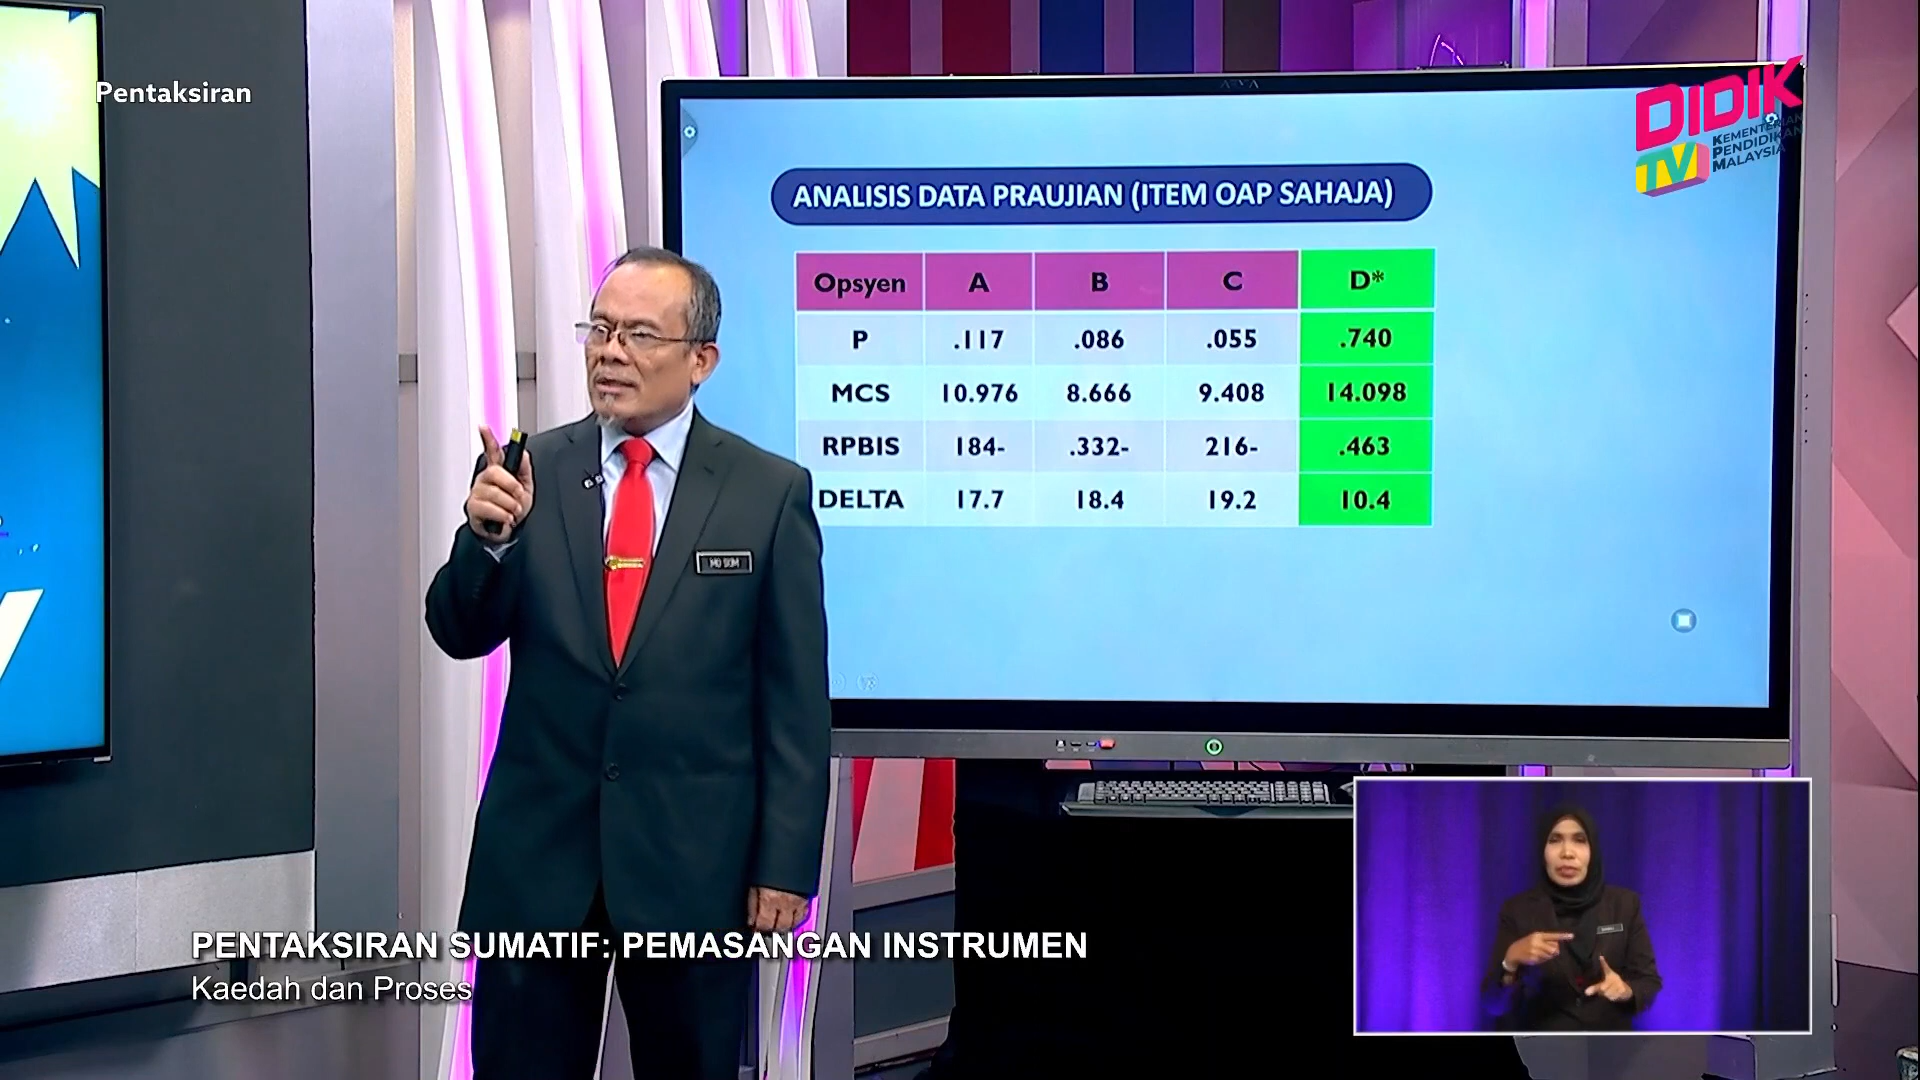 Pentaksiran
DIDIK
TV
KEMENTERIAN
PENDIDIKAN
MALAYSIA
ANALISIS DATA PRAUJIAN (ITEM OAP SAHAJA)
Opsyen A B C D*
P .117 .086 .055 .740
MCS 10.976 8.666 9.408 14.098
RPBIS 184- .332- 216- .463
DELTA 17.7 18.4 19.2 10.4
PENTAKSIRAN SUMATIF: PEMASANGAN INSTRUMEN
Kaedah dan Proses